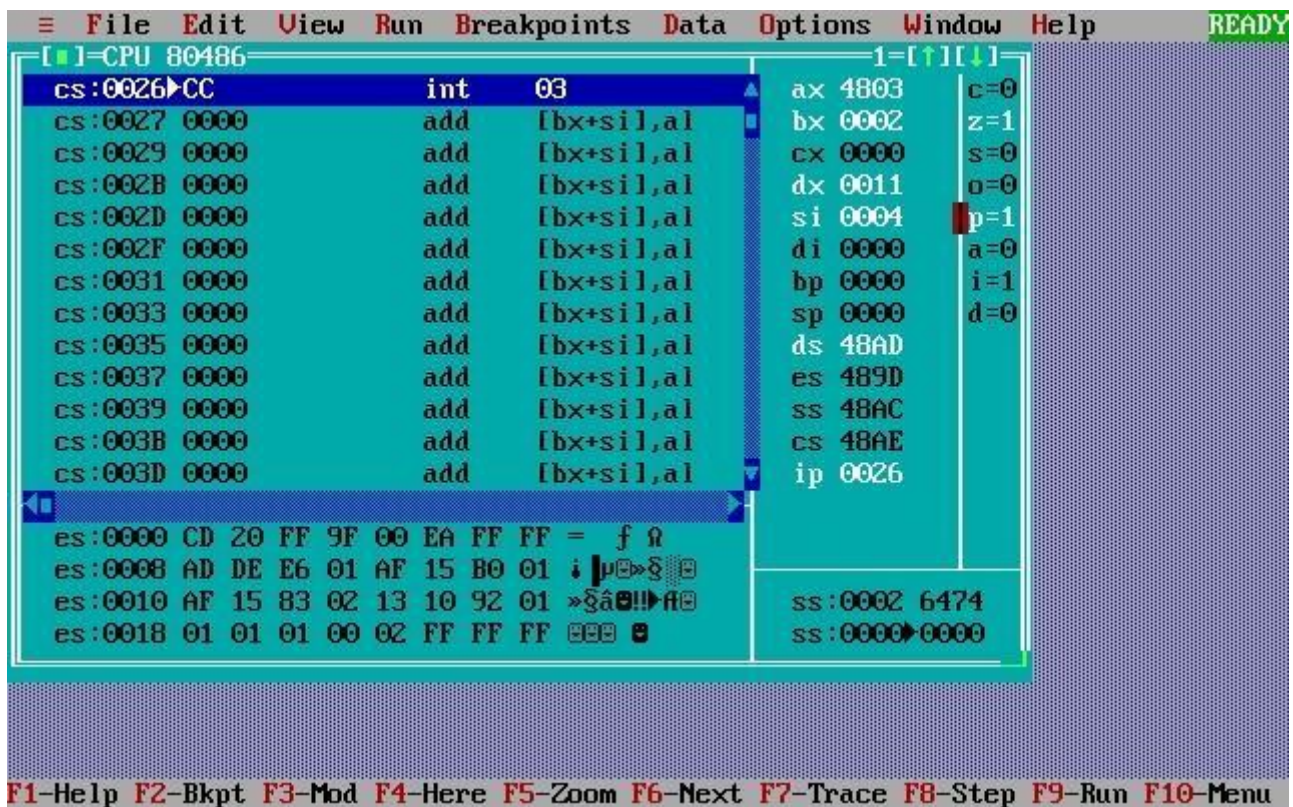 ≡ File Edit View Run Breakpoints Data Options Window Help READY
[■]=CPU 80486 1=[↑][↓]
cs:0026►CC int 03 ax 4803 c=0
cs:0027 0000 add [bx+si],al bx 0002 z=1
cs:0029 0000 add [bx+si],al cx 0000 s=0
cs:002B 0000 add [bx+si],al dx 0011 o=0
cs:002D 0000 add [bx+si],al si 0004 p=1
cs:002F 0000 add [bx+si],al di 0000 a=0
cs:0031 0000 add [bx+si],al bp 0000 i=1
cs:0033 0000 add [bx+si],al sp 0000 d=0
cs:0035 0000 add [bx+si],al ds 48AD
cs:0037 0000 add [bx+si],al es 489D
cs:0039 0000 add [bx+si],al ss 48AC
cs:003B 0000 add [bx+si],al cs 48AE
cs:003D 0000 add [bx+si],al ip 0026
es:0000 CD 20 FF 9F 00 EA FF FF = ƒ Ω
es:0008 AD DE E6 01 AF 15 B0 01 ¡▐µ☺»§░☺
es:0010 AF 15 83 02 13 10 92 01 »§â☻‼►Æ☺ ss:0002 6474
es:0018 01 01 01 00 02 FF FF FF ☺☺☺ ☻ ss:0000►0000
F1-Help F2-Bkpt F3-Mod F4-Here F5-Zoom F6-Next F7-Trace F8-Step F9-Run F10-Menu